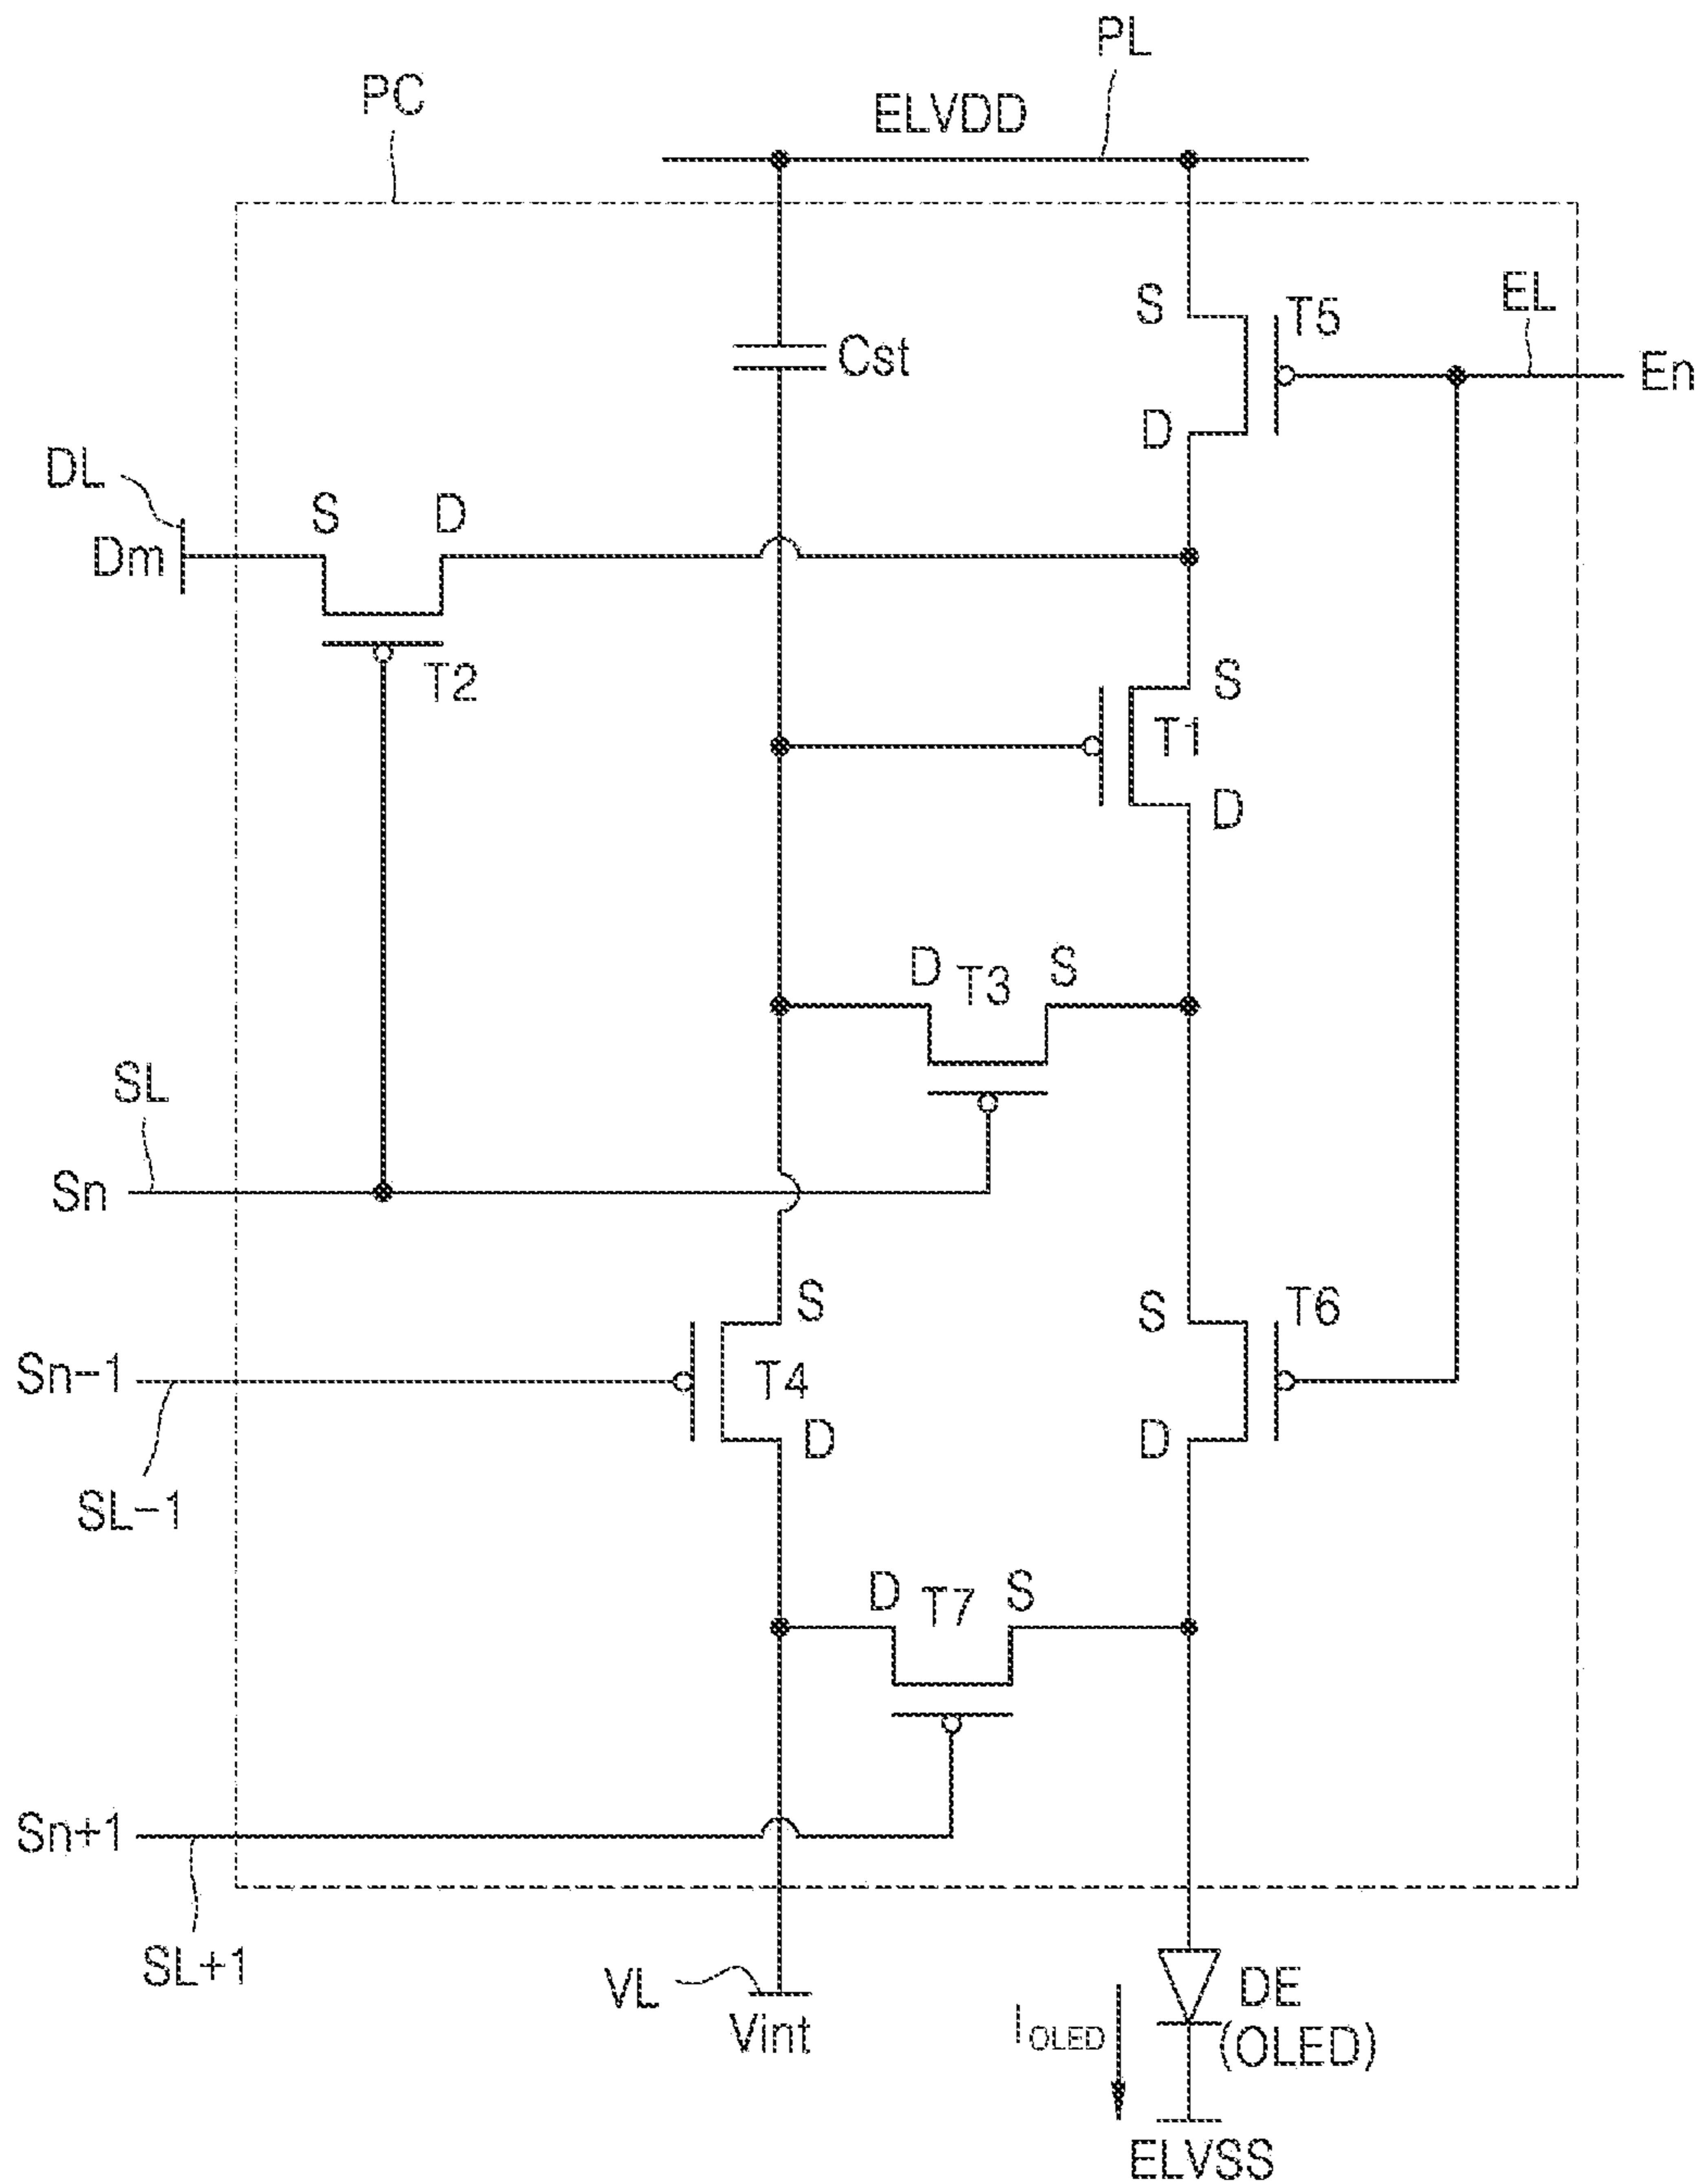 PL
PC
ELVDD
EL
S
T5
Cst
En
D
DL
S D
Dm
T2
S
T1
D
D T3 S
SL
Sn
S
S
T6
Sn-1
T4
D
D
SL-1
D T7 S
Sn+1
SL+1
VL
Vint
IOLED
DE
(OLED)
ELVSS